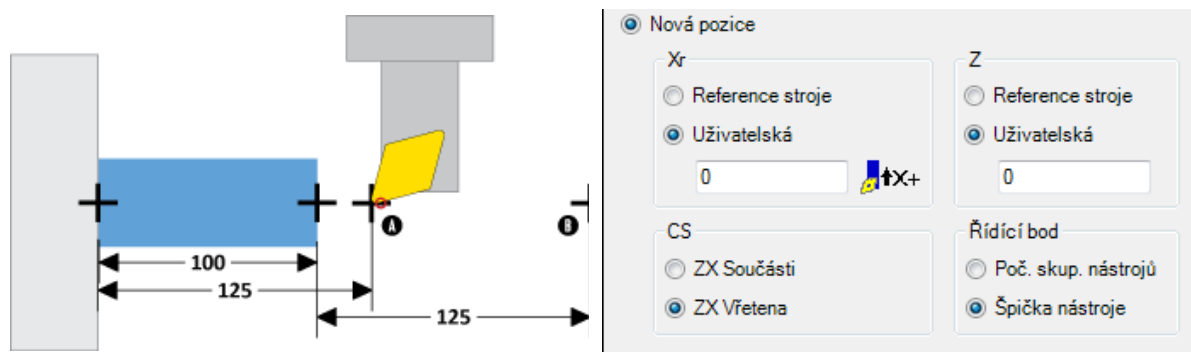 A
B
100
125
125
Nová pozice
Xr
Reference stroje
Uživatelská
0
X+
Z
Reference stroje
Uživatelská
0
CS
ZX Součásti
ZX Vřetena
Řídící bod
Poč. skup. nástrojů
Špička nástroje